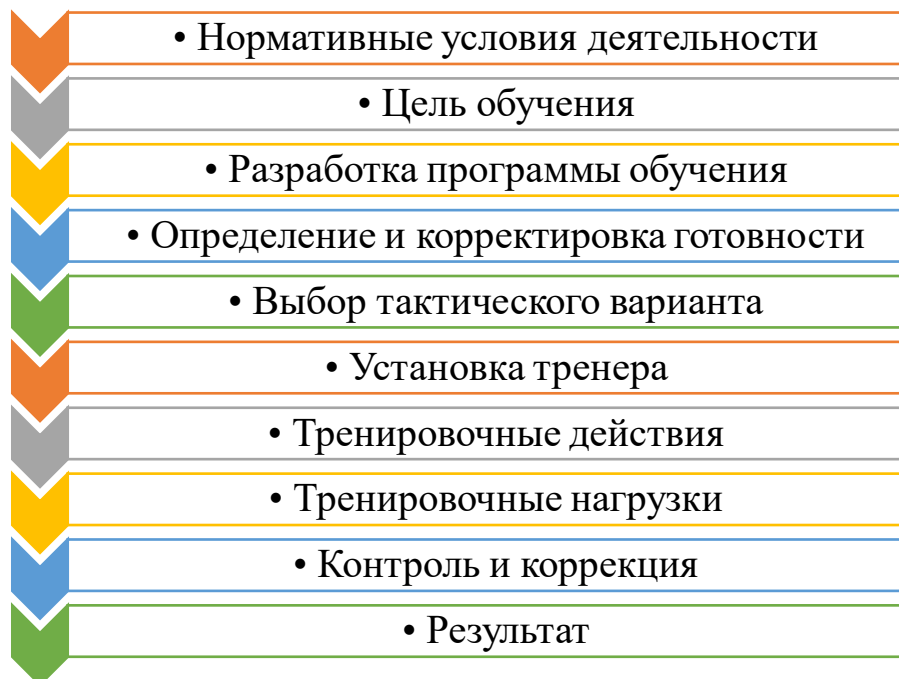 • Нормативные условия деятельности
• Цель обучения
• Разработка программы обучения
• Определение и корректировка готовности
• Выбор тактического варианта
• Установка тренера
• Тренировочные действия
• Тренировочные нагрузки
• Контроль и коррекция
• Результат